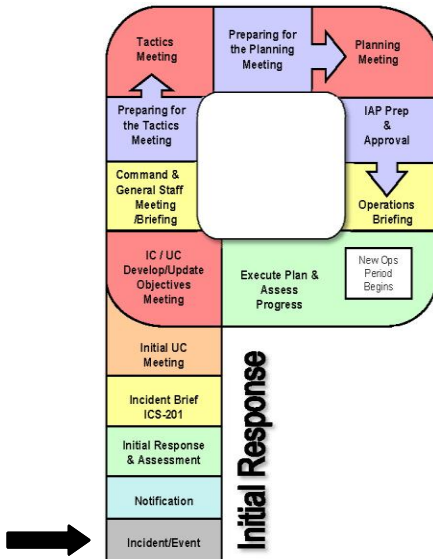 Tactics
Meeting
Preparing for
the Planning
Meeting
Planning
Meeting
Preparing for
the Tactics
Meeting
IAP Prep
&
Approval
Command &
General Staff
Meeting
/Briefing
Operations
Briefing
IC / UC
Develop/Update
Objectives
Meeting
Execute Plan &
Assess
Progress
New Ops
Period
Begins
Initial UC
Meeting
Incident Brief
ICS-201
Initial Response
& Assessment
Notification
Incident/Event
Initial Response